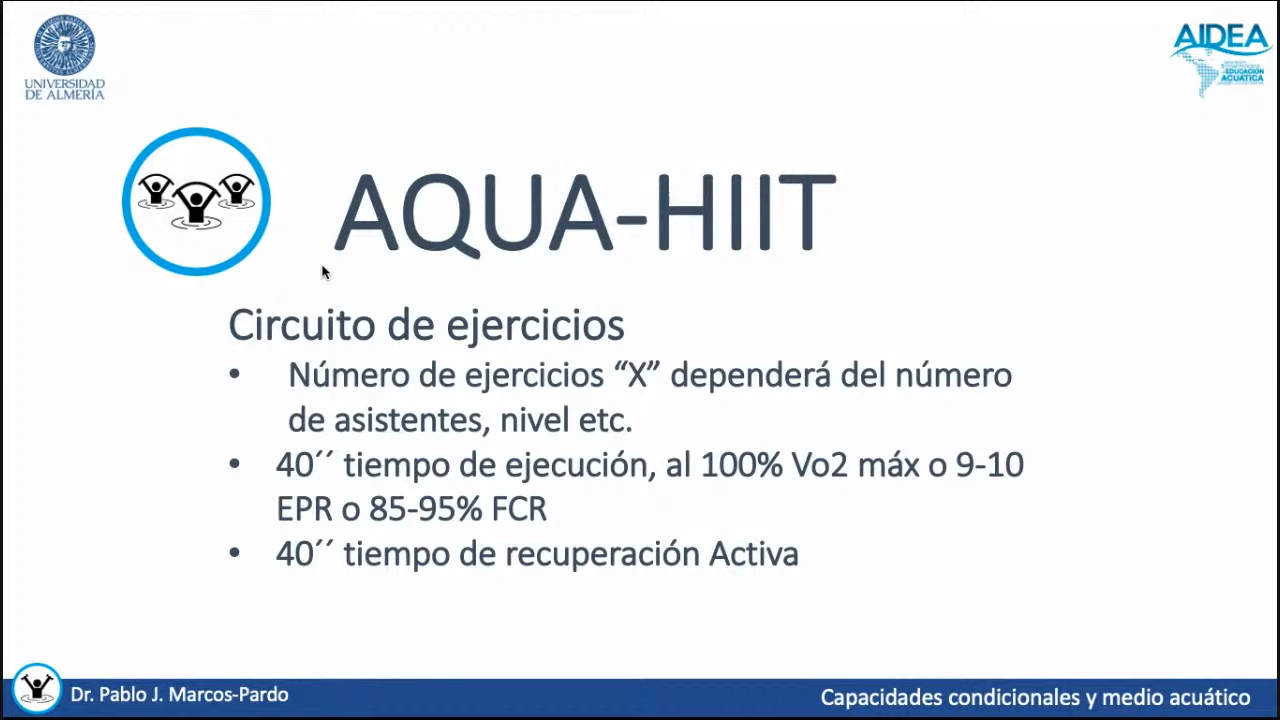 UNIVERSIDAD
DE ALMERÍA
AIDEA
EDUCACIÓN
ACUÁTICA
AQUA-HIIT
Circuito de ejercicios
• Número de ejercicios “X” dependerá del número
de asistentes, nivel etc.
• 40´´ tiempo de ejecución, al 100% Vo2 máx o 9-10
EPR o 85-95% FCR
• 40´´ tiempo de recuperación Activa
Dr. Pablo J. Marcos-Pardo
Capacidades condicionales y medio acuático